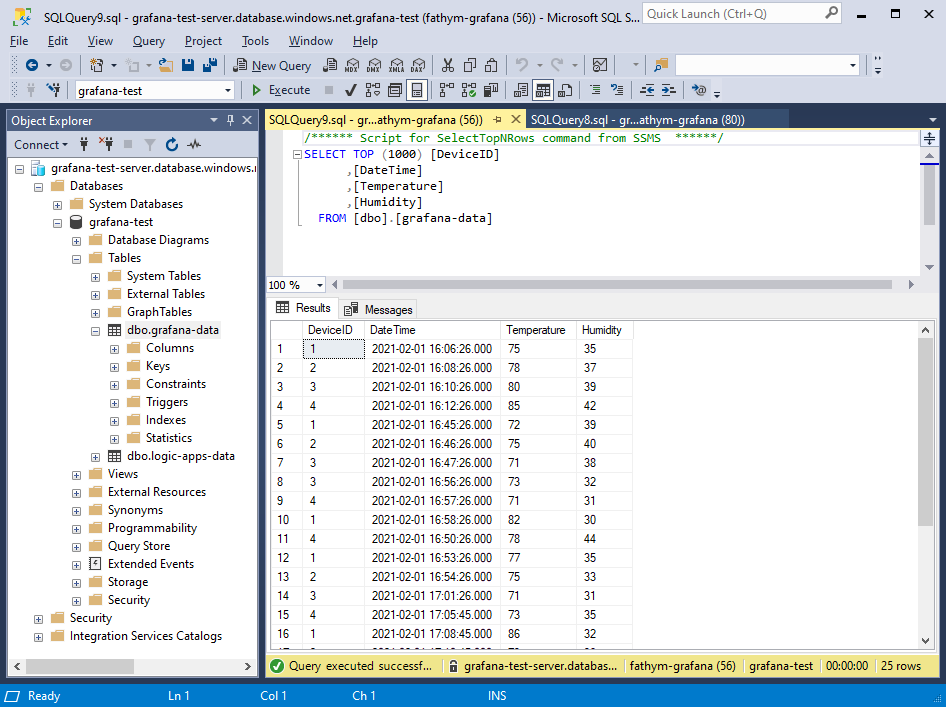 SQLQuery9.sql - grafana-test-server.database.windows.net.grafana-test (fathym-grafana (56)) - Microsoft SQL S...
Quick Launch (Ctrl+Q)
File Edit View Query Project Tools Window Help
New Query MDX DMX XMLA DAX
grafana-test Execute
Object Explorer
Connect
grafana-test-server.database.windows.n
Databases
System Databases
grafana-test
Database Diagrams
Tables
System Tables
External Tables
GraphTables
dbo.grafana-data
Columns
Keys
Constraints
Triggers
Indexes
Statistics
dbo.logic-apps-data
Views
External Resources
Synonyms
Programmability
Query Store
Extended Events
Storage
Security
Security
Integration Services Catalogs
SQLQuery9.sql - gr...athym-grafana (56)) SQLQuery8.sql - gr...athym-grafana (80))
/****** Script for SelectTopNRows command from SSMS ******/
SELECT TOP (1000) [DeviceID]
,[DateTime]
,[Temperature]
,[Humidity]
FROM [dbo].[grafana-data]
100 %
Results Messages
DeviceID DateTime Temperature Humidity
1 1 2021-02-01 16:06:26.000 75 35
2 2 2021-02-01 16:08:26.000 78 37
3 3 2021-02-01 16:10:26.000 80 39
4 4 2021-02-01 16:12:26.000 85 42
5 1 2021-02-01 16:45:26.000 72 39
6 2 2021-02-01 16:46:26.000 75 40
7 3 2021-02-01 16:47:26.000 71 38
8 3 2021-02-01 16:56:26.000 73 32
9 4 2021-02-01 16:57:26.000 71 31
10 1 2021-02-01 16:58:26.000 82 30
11 4 2021-02-01 16:50:26.000 78 44
12 1 2021-02-01 16:53:26.000 77 35
13 2 2021-02-01 16:54:26.000 75 33
14 3 2021-02-01 17:01:26.000 71 31
15 4 2021-02-01 17:05:45.000 73 35
16 1 2021-02-01 17:08:45.000 86 32
Query executed successf... grafana-test-server.databas... fathym-grafana (56) grafana-test 00:00:00 25 rows
Ready Ln 1 Col 1 Ch 1 INS